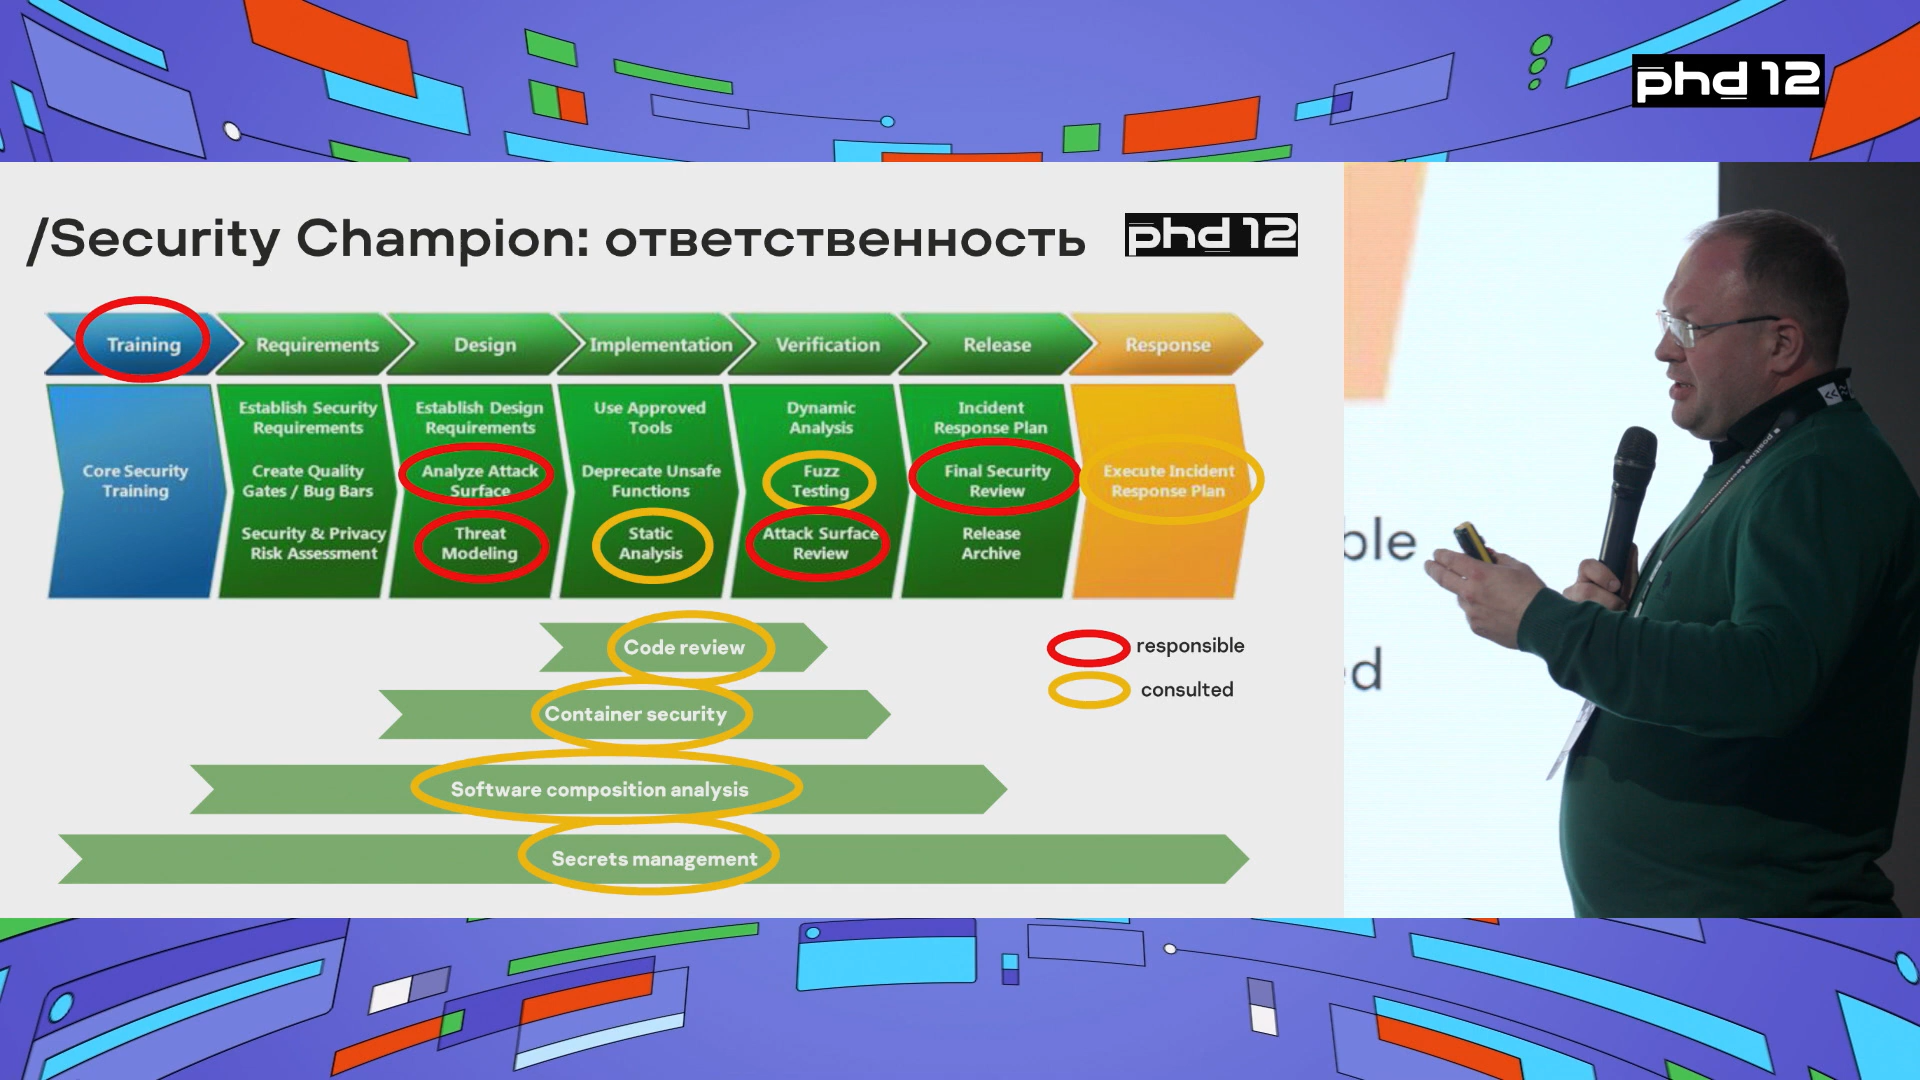 phd 12
/Security Champion: ответственность
phd 12
Training
Requirements
Design
Implementation
Verification
Release
Response
Core Security
Training
Establish Security
Requirements
Create Quality
Gates / Bug Bars
Security & Privacy
Risk Assessment
Establish Design
Requirements
Analyze Attack
Surface
Threat
Modeling
Use Approved
Tools
Deprecate Unsafe
Functions
Static
Analysis
Dynamic
Analysis
Fuzz
Testing
Attack Surface
Review
Incident
Response Plan
Final Security
Review
Release
Archive
Execute Incident
Response Plan
Code review
Container security
Software composition analysis
Secrets management
responsible
consulted
ble
d